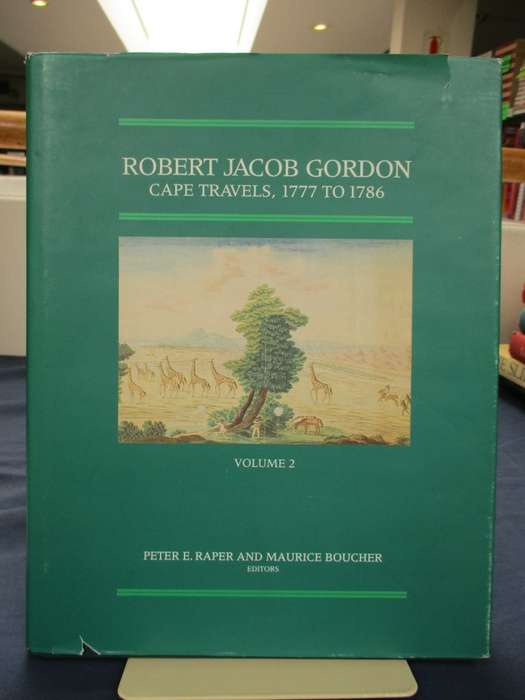 ROBERT JACOB GORDON
CAPE TRAVELS, 1777 TO 1786
VOLUME 2
PETER E. RAPER AND MAURICE BOUCHER
EDITORS